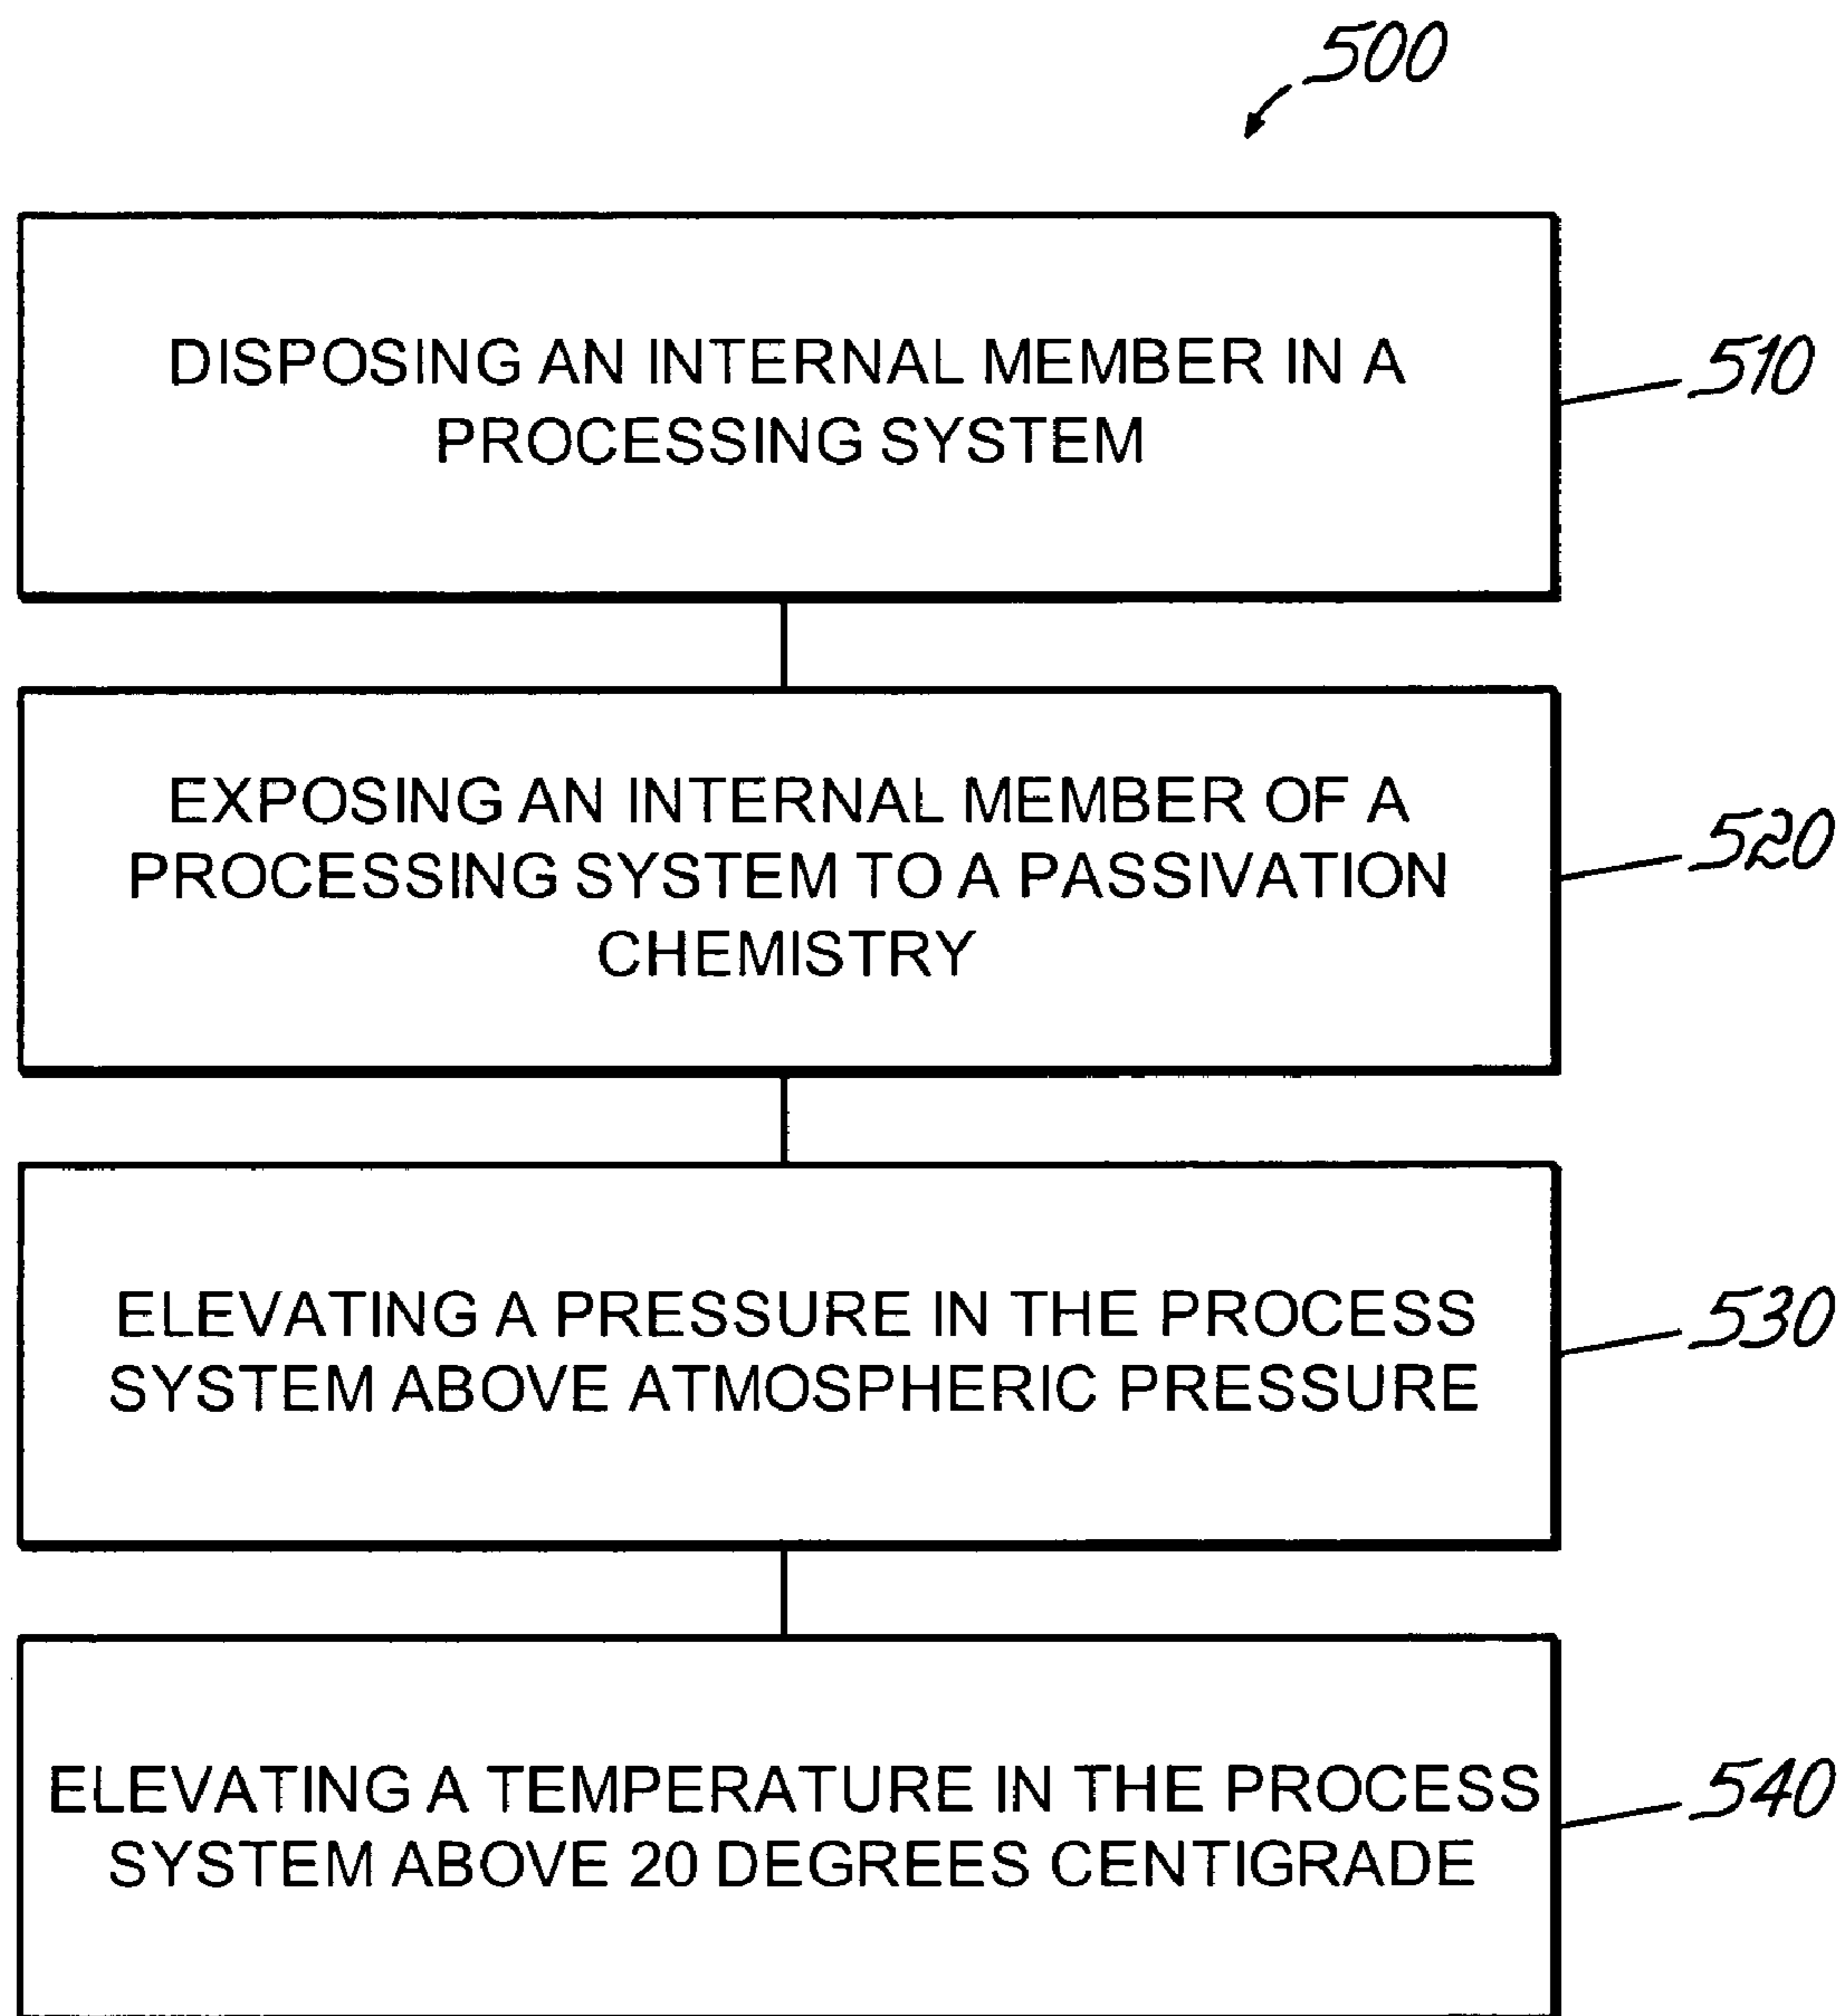 500
DISPOSING AN INTERNAL MEMBER IN A
PROCESSING SYSTEM
510
EXPOSING AN INTERNAL MEMBER OF A
PROCESSING SYSTEM TO A PASSIVATION
CHEMISTRY
520
ELEVATING A PRESSURE IN THE PROCESS
SYSTEM ABOVE ATMOSPHERIC PRESSURE
530
ELEVATING A TEMPERATURE IN THE PROCESS
SYSTEM ABOVE 20 DEGREES CENTIGRADE
540